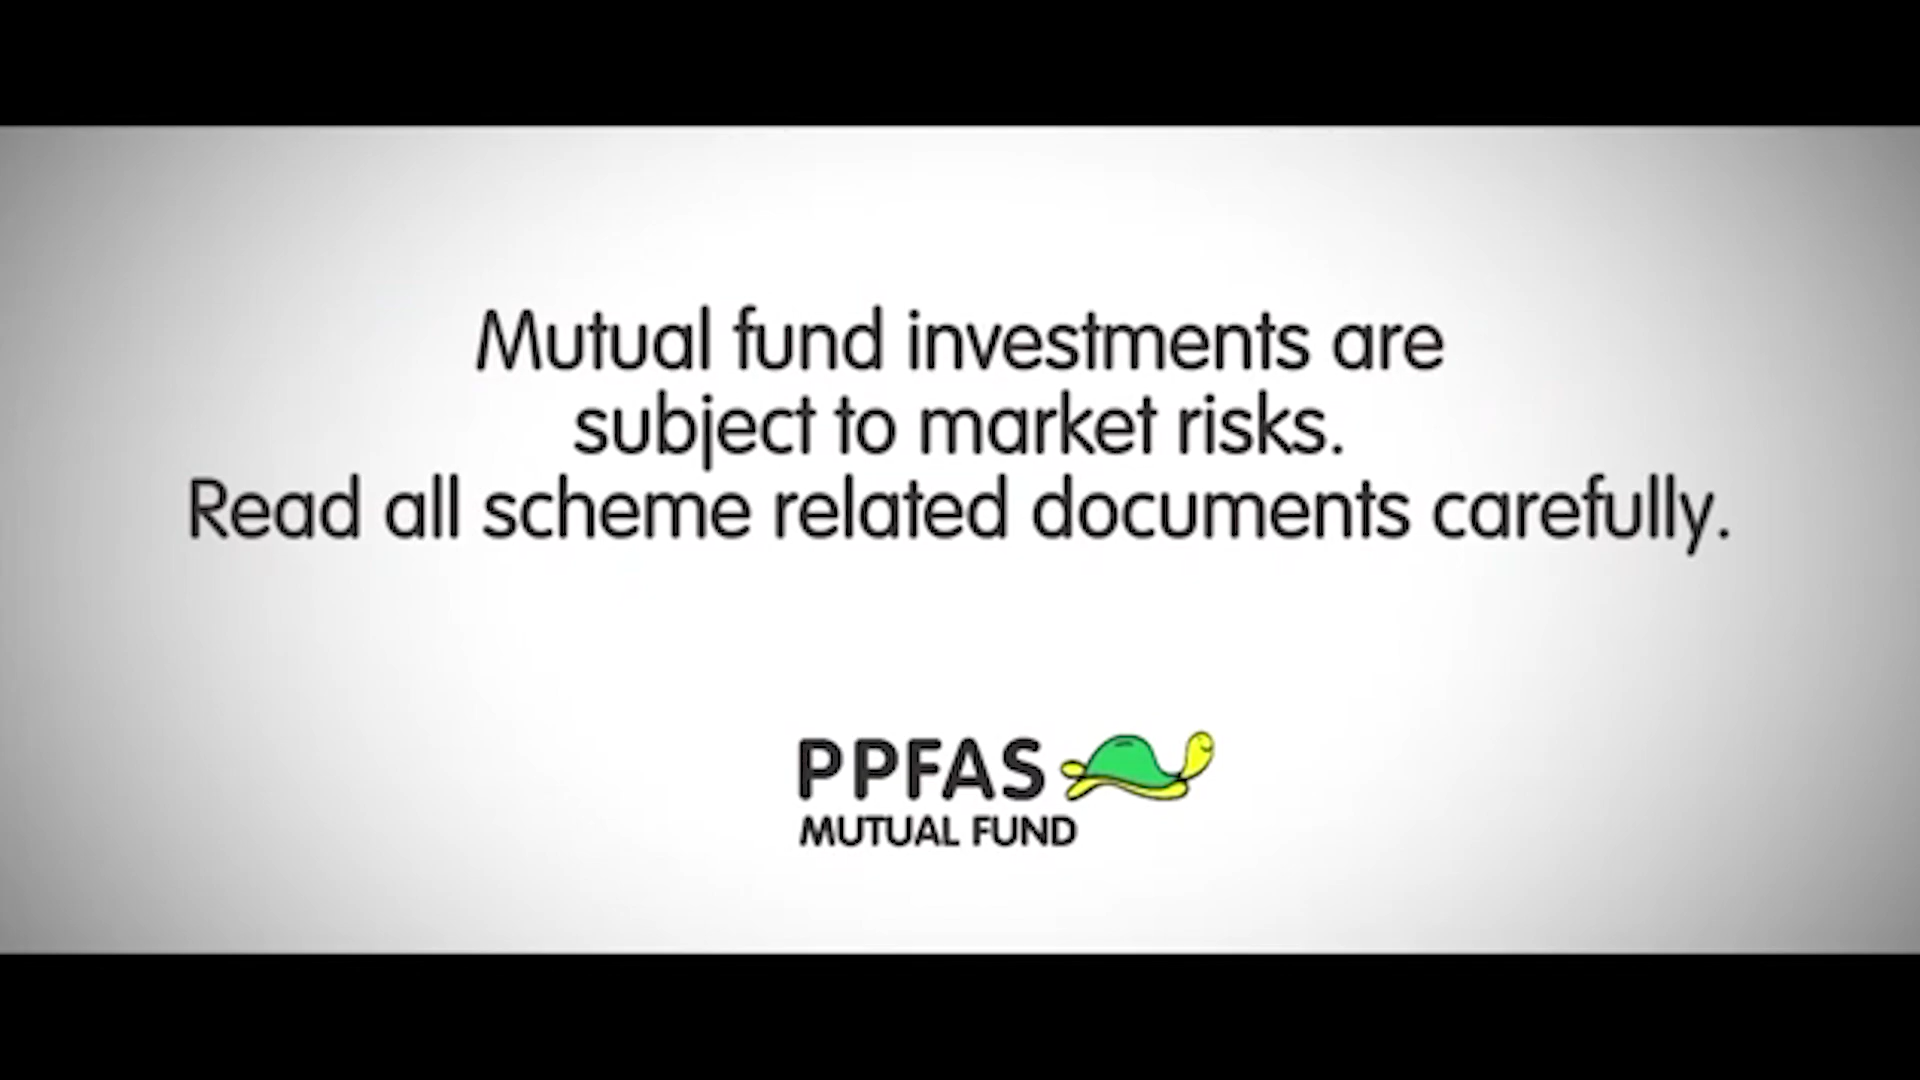 Mutual fund investments are
subject to market risks.
Read all scheme related documents carefully.
PPFAS
MUTUAL FUND